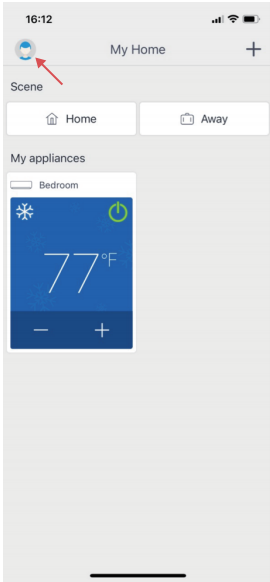 16:12
My Home +
Scene
Home Away
My appliances
Bedroom
77°F
− +